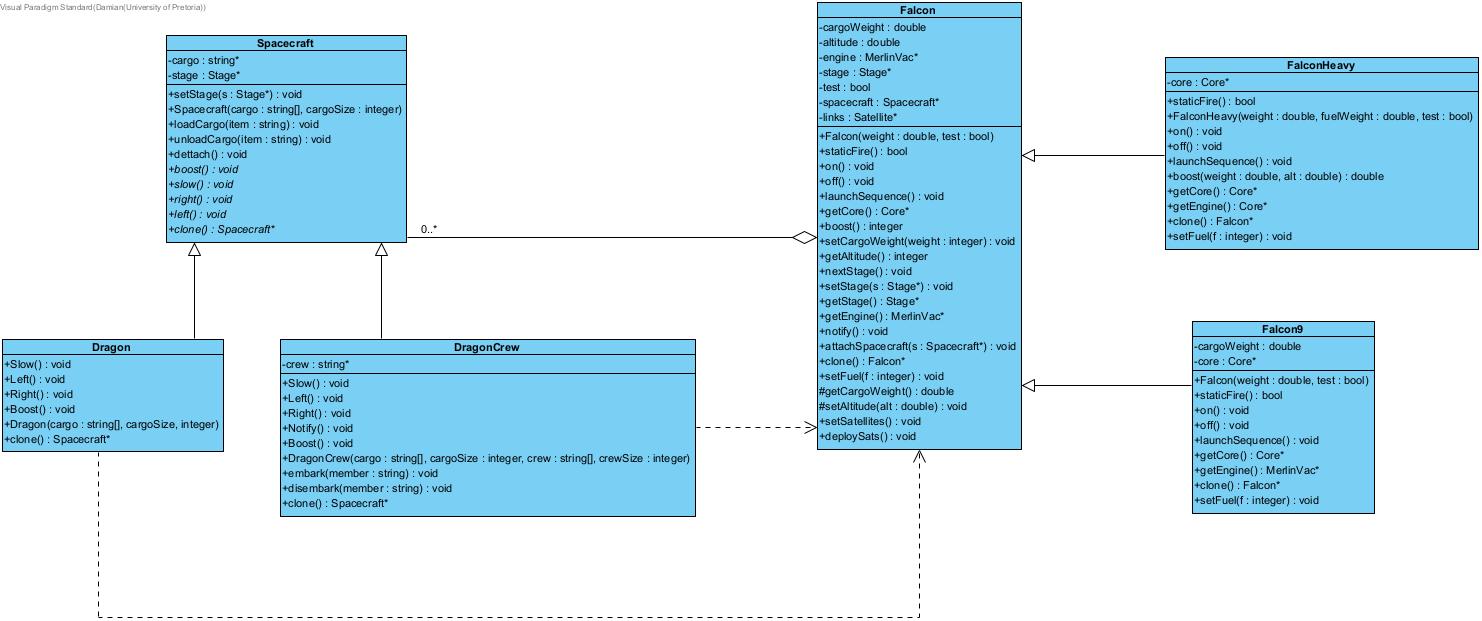 Visual Paradigm Standard(Damian(University of Pretoria))
Spacecraft
-cargo : string*
-stage : Stage*
+setStage(s : Stage*) : void
+Spacecraft(cargo : string[], cargoSize : integer)
+loadCargo(item : string) : void
+unloadCargo(item : string) : void
+dettach() : void
+boost() : void
+slow() : void
+right() : void
+left() : void
+clone() : Spacecraft*
0..*
Falcon
-cargoWeight : double
-altitude : double
-engine : MerlinVac*
-stage : Stage*
-test : bool
-spacecraft : Spacecraft*
-links : Satellite*
+Falcon(weight : double, test : bool)
+staticFire() : bool
+on() : void
+off() : void
+launchSequence() : void
+getCore() : Core*
+boost() : integer
+setCargoWeight(weight : integer) : void
+getAltitude() : integer
+nextStage() : void
+setStage(s : Stage*) : void
+getStage() : Stage*
+getEngine() : MerlinVac*
+notify() : void
+attachSpacecraft(s : Spacecraft*) : void
+clone() : Falcon*
+setFuel(f : integer) : void
#getCargoWeight() : double
#setAltitude(alt : double) : void
+setSatellites() : void
+deploySats() : void
FalconHeavy
-core : Core*
+staticFire() : bool
+FalconHeavy(weight : double, fuelWeight : double, test : bool)
+on() : void
+off() : void
+launchSequence() : void
+boost(weight : double, alt : double) : double
+getCore() : Core*
+getEngine() : Core*
+clone() : Falcon*
+setFuel(f : integer) : void
Dragon
+Slow() : void
+Left() : void
+Right() : void
+Boost() : void
+Dragon(cargo : string[], cargoSize, integer)
+clone() : Spacecraft*
DragonCrew
-crew : string*
+Slow() : void
+Left() : void
+Right() : void
+Notify() : void
+Boost() : void
+DragonCrew(cargo : string[], cargoSize : integer, crew : string[], crewSize : integer)
+embark(member : string) : void
+disembark(member : string) : void
+clone() : Spacecraft*
Falcon9
-cargoWeight : double
-core : Core*
+Falcon(weight : double, test : bool)
+staticFire() : bool
+on() : void
+off() : void
+launchSequence() : void
+getCore() : Core*
+getEngine() : MerlinVac*
+clone() : Falcon*
+setFuel(f : integer) : void